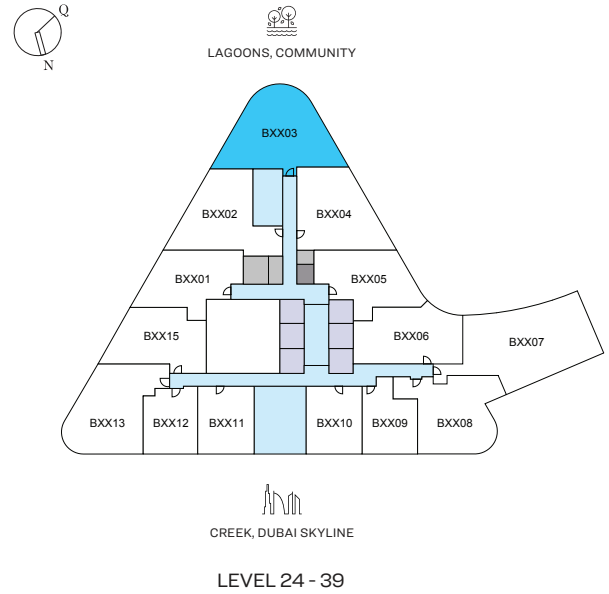 Q
N
LAGOONS, COMMUNITY
BXX03
BXX02
BXX04
BXX01
BXX05
BXX15
BXX06
BXX07
BXX13
BXX12
BXX11
BXX10
BXX09
BXX08
CREEK, DUBAI SKYLINE
LEVEL 24 - 39